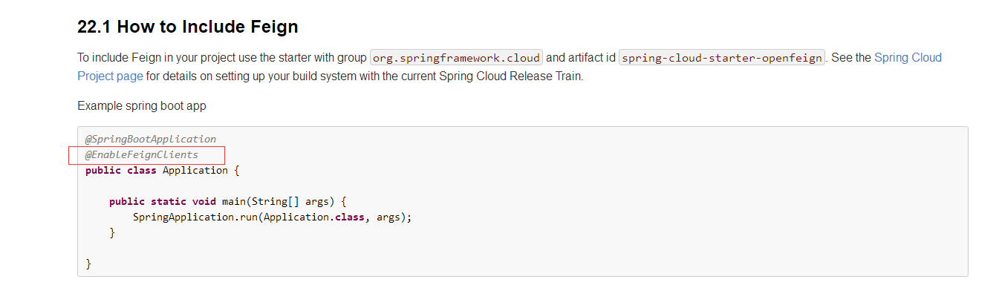 22.1 How to Include Feign
To include Feign in your project use the starter with group org.springframework.cloud and artifact id spring-cloud-starter-openfeign. See the Spring Cloud
Project page for details on setting up your build system with the current Spring Cloud Release Train.
Example spring boot app
@SpringBootApplication
@EnableFeignClients
public class Application {
    public static void main(String[] args) {
        SpringApplication.run(Application.class, args);
    }
}